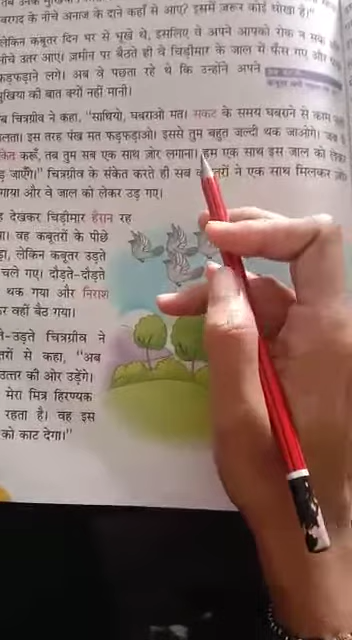 बरगद के नीचे अनाज के दाने कहाँ से आए? इसमें ज़रूर कोई धोखा है।"
लेकिन कबूतर दिन भर से भूखे थे, इसलिए वे अपने आपको रोक न सके
नीचे उतर आए। ज़मीन पर बैठते ही वे चिड़ीमार के जाल में फँस गए और
फड़फड़ाने लगे। अब वे पछता रहे थे कि उन्होंने अपने
मुखिया की बात क्यों नहीं मानी।
ब चित्रग्रीव ने कहा, "साथियो, घबराओ मत। संकट के समय घबराने से काम
लता। इस तरह पंख मत फड़फड़ाओ। इससे तुम बहुत जल्दी थक जाओगे।
केत करूँ, तब तुम सब एक साथ ज़ोर लगाना। हम एक साथ इस जाल को लेकर
ड़ जाएँगे।" चित्रग्रीव के संकेत करते ही सब ने एक साथ मिलकर
गाया और वे जाल को लेकर उड़ गए।
ह देखकर चिड़ीमार हैरान रह
या। वह कबूतरों के पीछे
ड़ा, लेकिन कबूतर उड़ते
चले गए। दौड़ते-दौड़ते
थक गया और निराश
र वहीं बैठ गया।
ते-उड़ते चित्रग्रीव ने
तरों से कहा, "अब
उत्तर की ओर उड़ेंगे।
मेरा मित्र हिरण्यक
रहता है। वह इस
को काट देगा।"